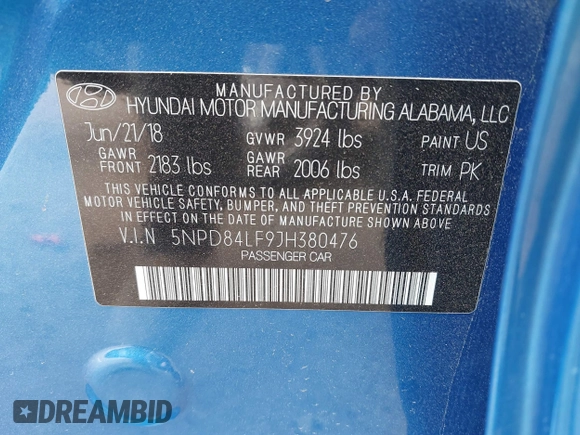 MANUFACTURED BY
HYUNDAI MOTOR MANUFACTURING ALABAMA, LLC
Jun/21/18 GVWR 3924 lbs PAINT US
GAWR FRONT 2183 lbs GAWR REAR 2006 lbs TRIM PK
THIS VEHICLE CONFORMS TO ALL APPLICABLE U.S.A. FEDERAL
MOTOR VEHICLE SAFETY, BUMPER, AND THEFT PREVENTION STANDARDS
IN EFFECT ON THE DATE OF MANUFACTURE SHOWN ABOVE
V.I.N 5NPD84LF9JH380476
PASSENGER CAR
DREAMBID